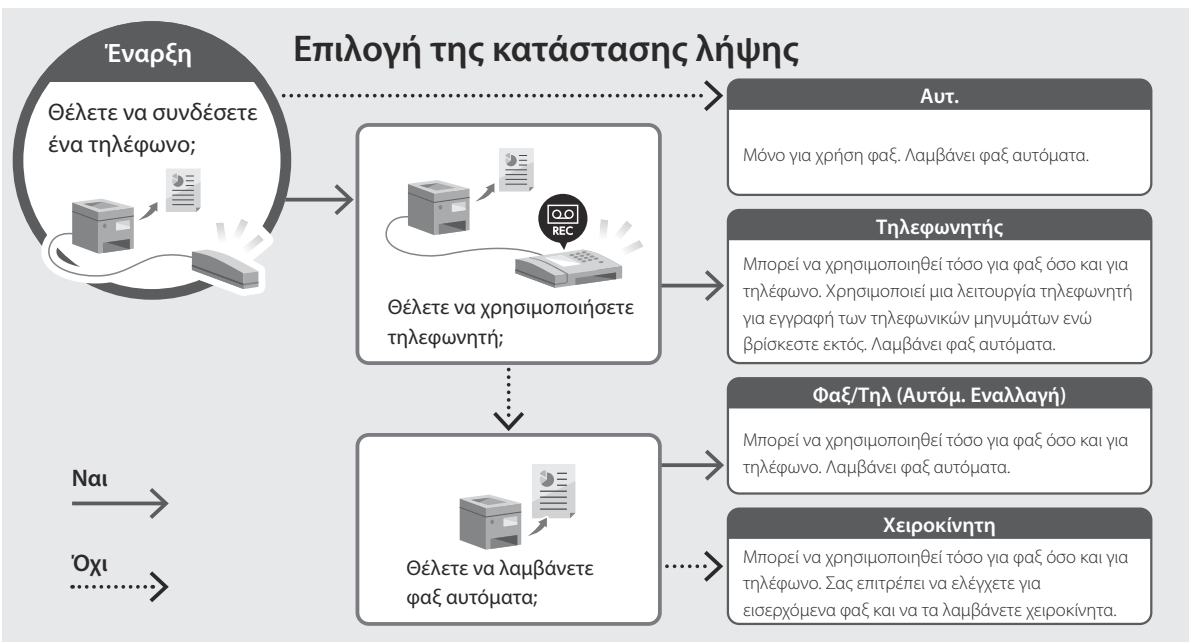 Επιλογή της κατάστασης λήψης
Έναρξη
Θέλετε να συνδέσετε
ένα τηλέφωνο;
Αυτ.
Μόνο για χρήση φαξ. Λαμβάνει φαξ αυτόματα.
REC
Θέλετε να χρησιμοποιήσετε
τηλεφωνητή;
Τηλεφωνητής
Μπορεί να χρησιμοποιηθεί τόσο για φαξ όσο και για
τηλέφωνο. Χρησιμοποιεί μια λειτουργία τηλεφωνητή
για εγγραφή των τηλεφωνικών μηνυμάτων ενώ
βρίσκεστε εκτός. Λαμβάνει φαξ αυτόματα.
Φαξ/Τηλ (Αυτόμ. Εναλλαγή)
Μπορεί να χρησιμοποιηθεί τόσο για φαξ όσο και για
τηλέφωνο. Λαμβάνει φαξ αυτόματα.
Θέλετε να λαμβάνετε
φαξ αυτόματα;
Χειροκίνητη
Μπορεί να χρησιμοποιηθεί τόσο για φαξ όσο και για
τηλέφωνο. Σας επιτρέπει να ελέγχετε για
εισερχόμενα φαξ και να τα λαμβάνετε χειροκίνητα.
Ναι
Όχι